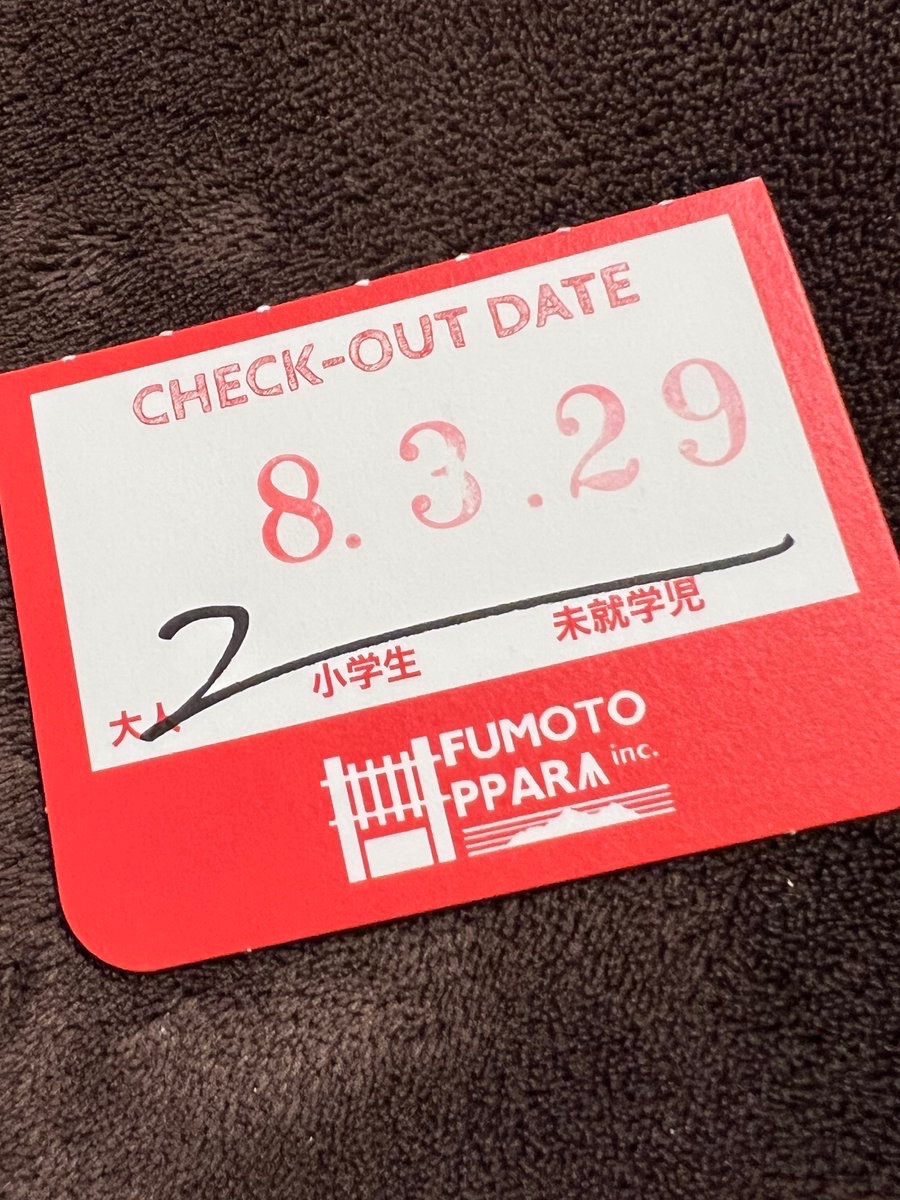 CHECK-OUT DATE
8. 3. 29
2
大人 小学生 未就学児
FUMOTO
PPARA inc.